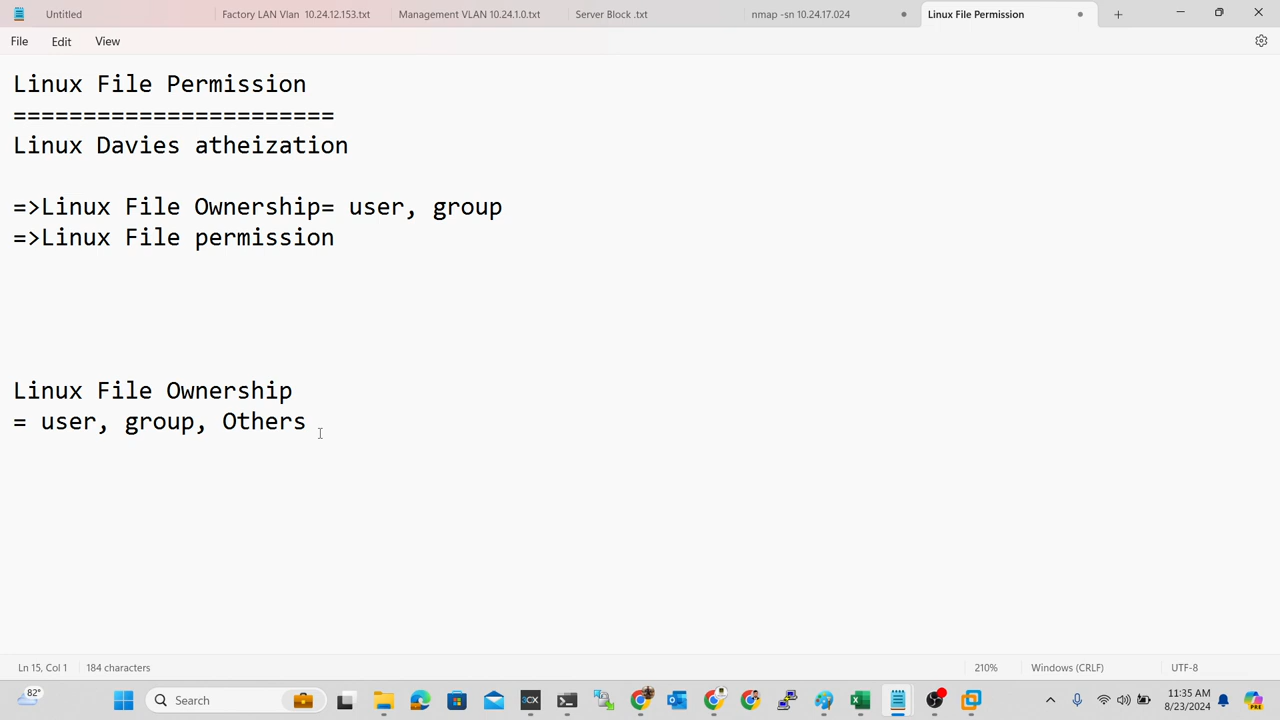 Untitled
Factory LAN Vlan 10.24.12.153.txt
Management VLAN 10.24.1.0.txt
Server Block .txt
nmap -sn 10.24.17.024
Linux File Permission
File Edit View
Linux File Permission
=======================
Linux Davies atheization
=>Linux File Ownership= user, group
=>Linux File permission
Linux File Ownership
= user, group, Others
Ln 15, Col 1
184 characters
210%
Windows (CRLF)
UTF-8
82°
Search
8/23/2024